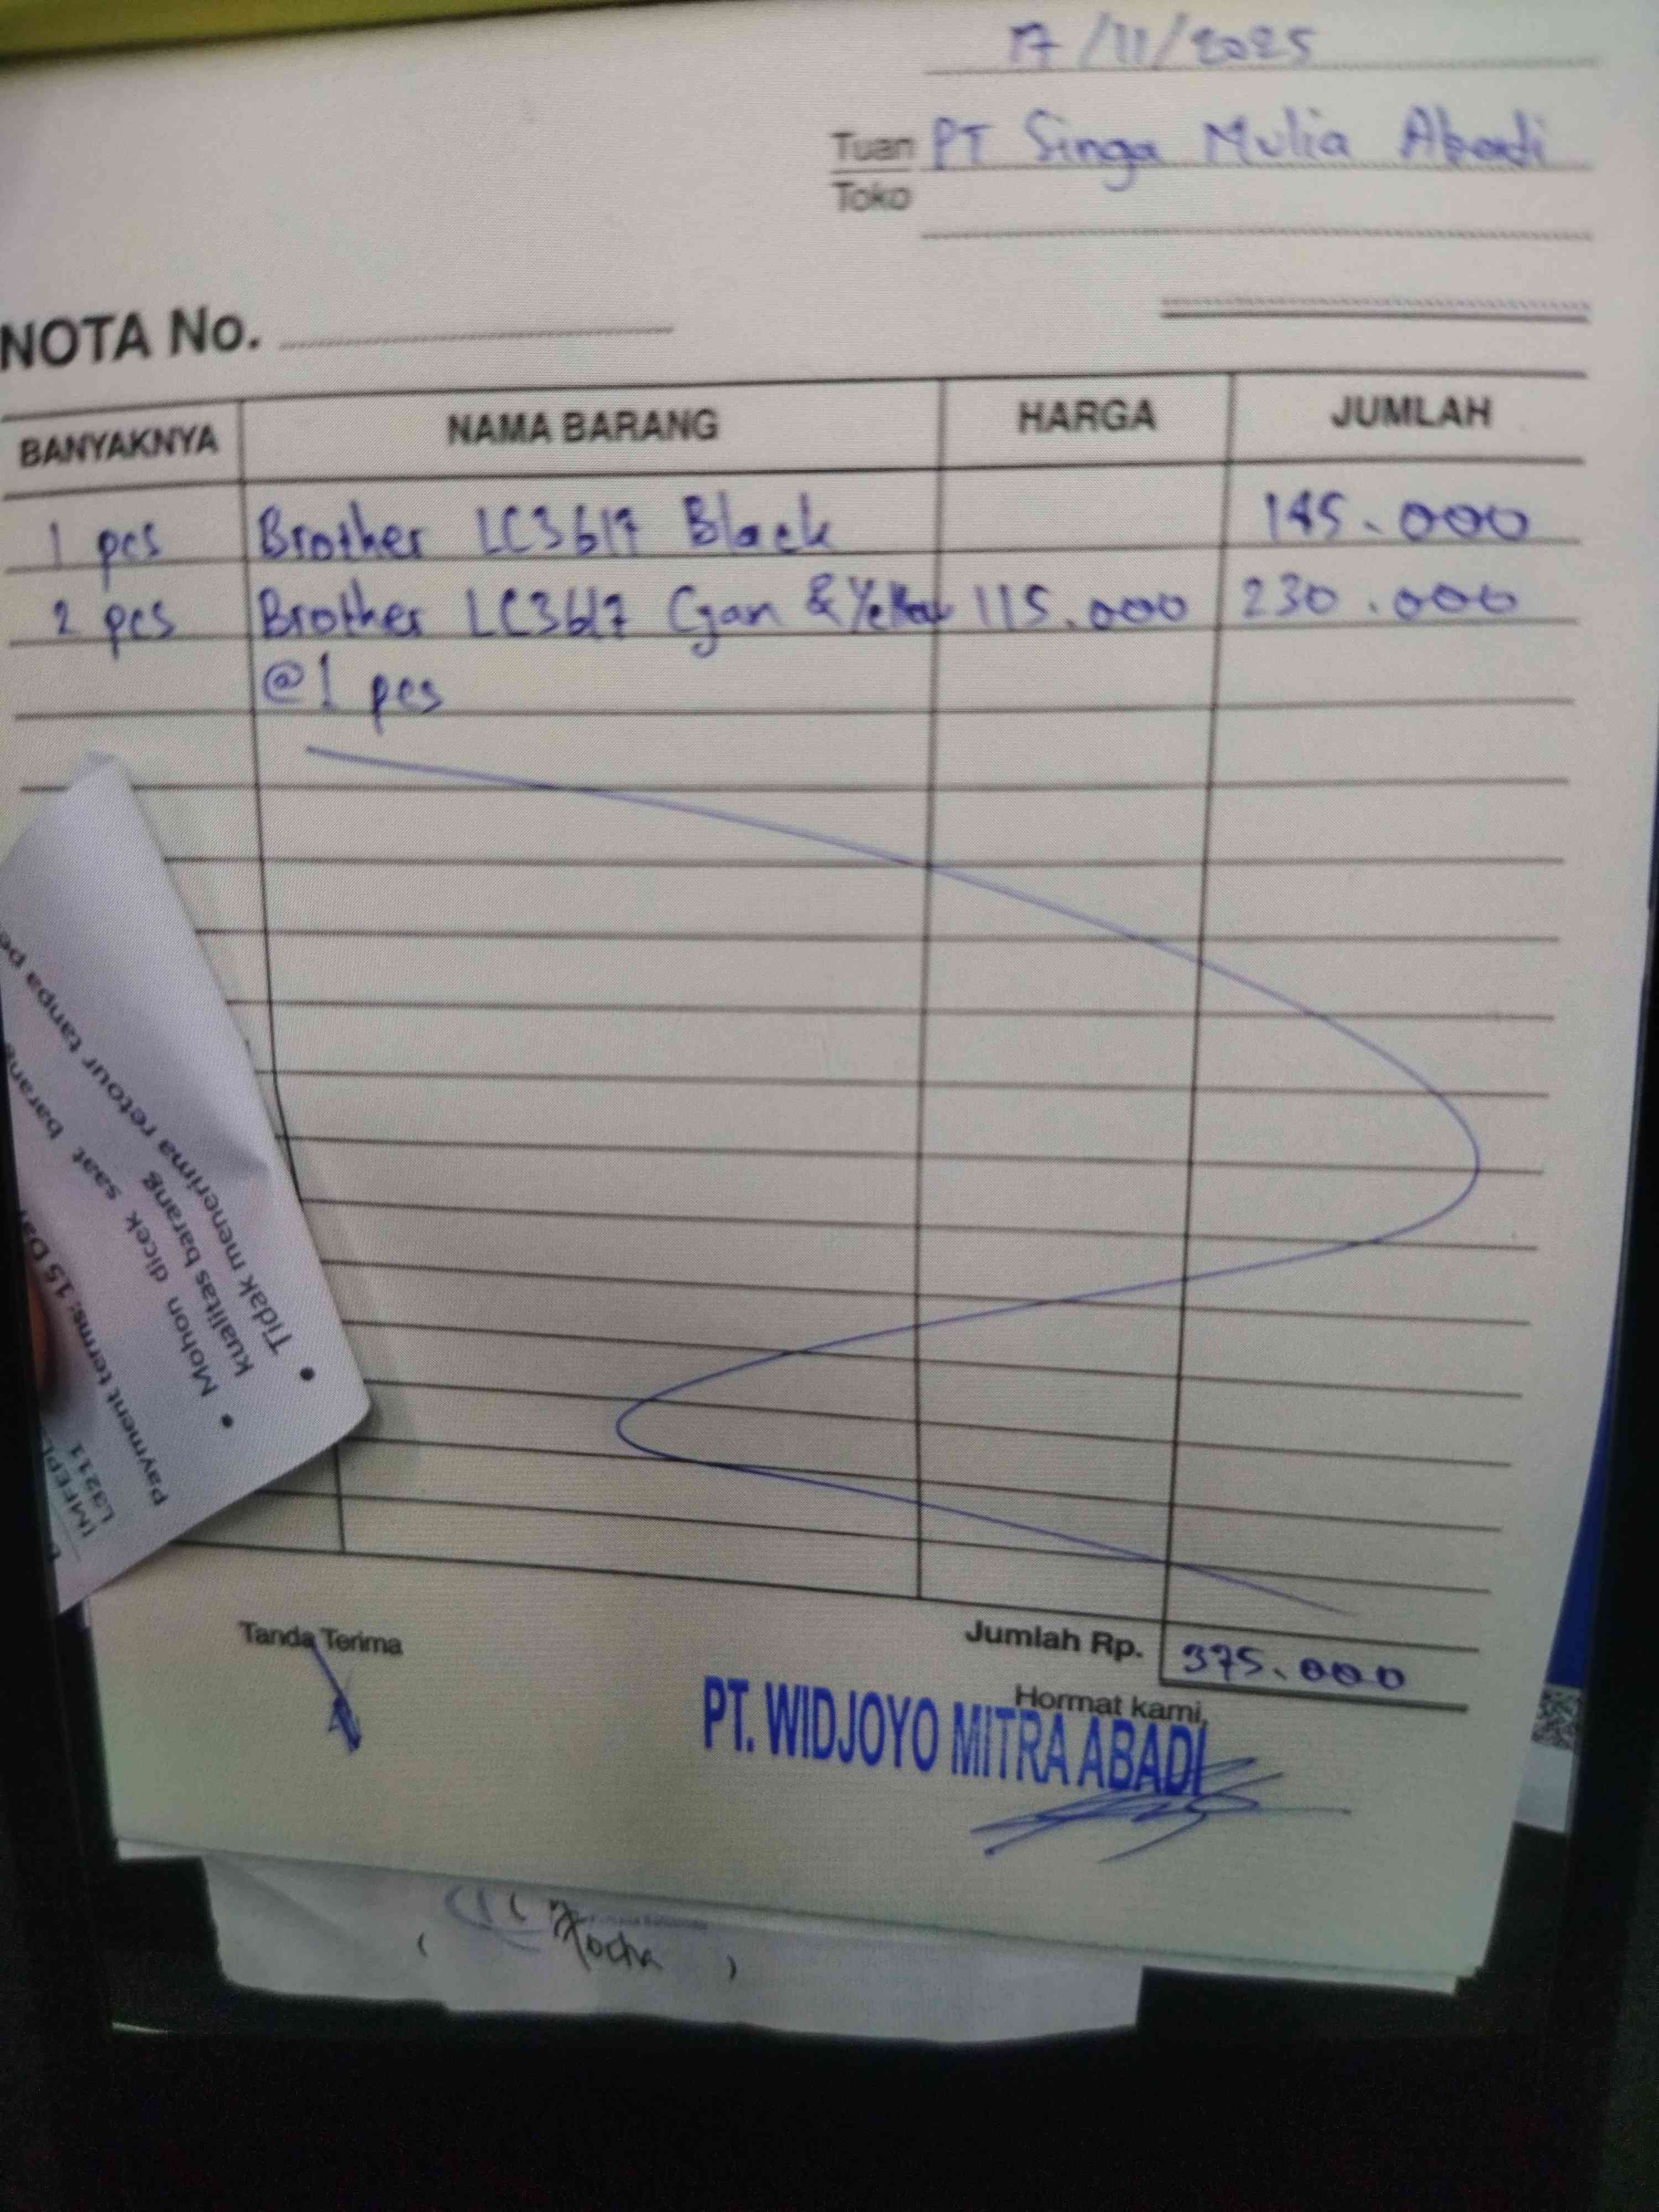 17/11/2025
Tuan PT Singa Mulia Abadi
Toko
NOTA No.
BANYAKNYA NAMA BARANG HARGA JUMLAH
1 pcs Brother LC3617 Black 145.000
2 pcs Brother LC3617 Cyan & Yellow 115.000 230.000
@1 pcs
Tidak menerima retour tanpa
Mohon dicek saat barang
kualitas barang
Payment terms: 15
L3211
Tanda Terima
Jumlah Rp. 375.000
Hormat kami,
PT. WIDJOYO MITRA ABADI